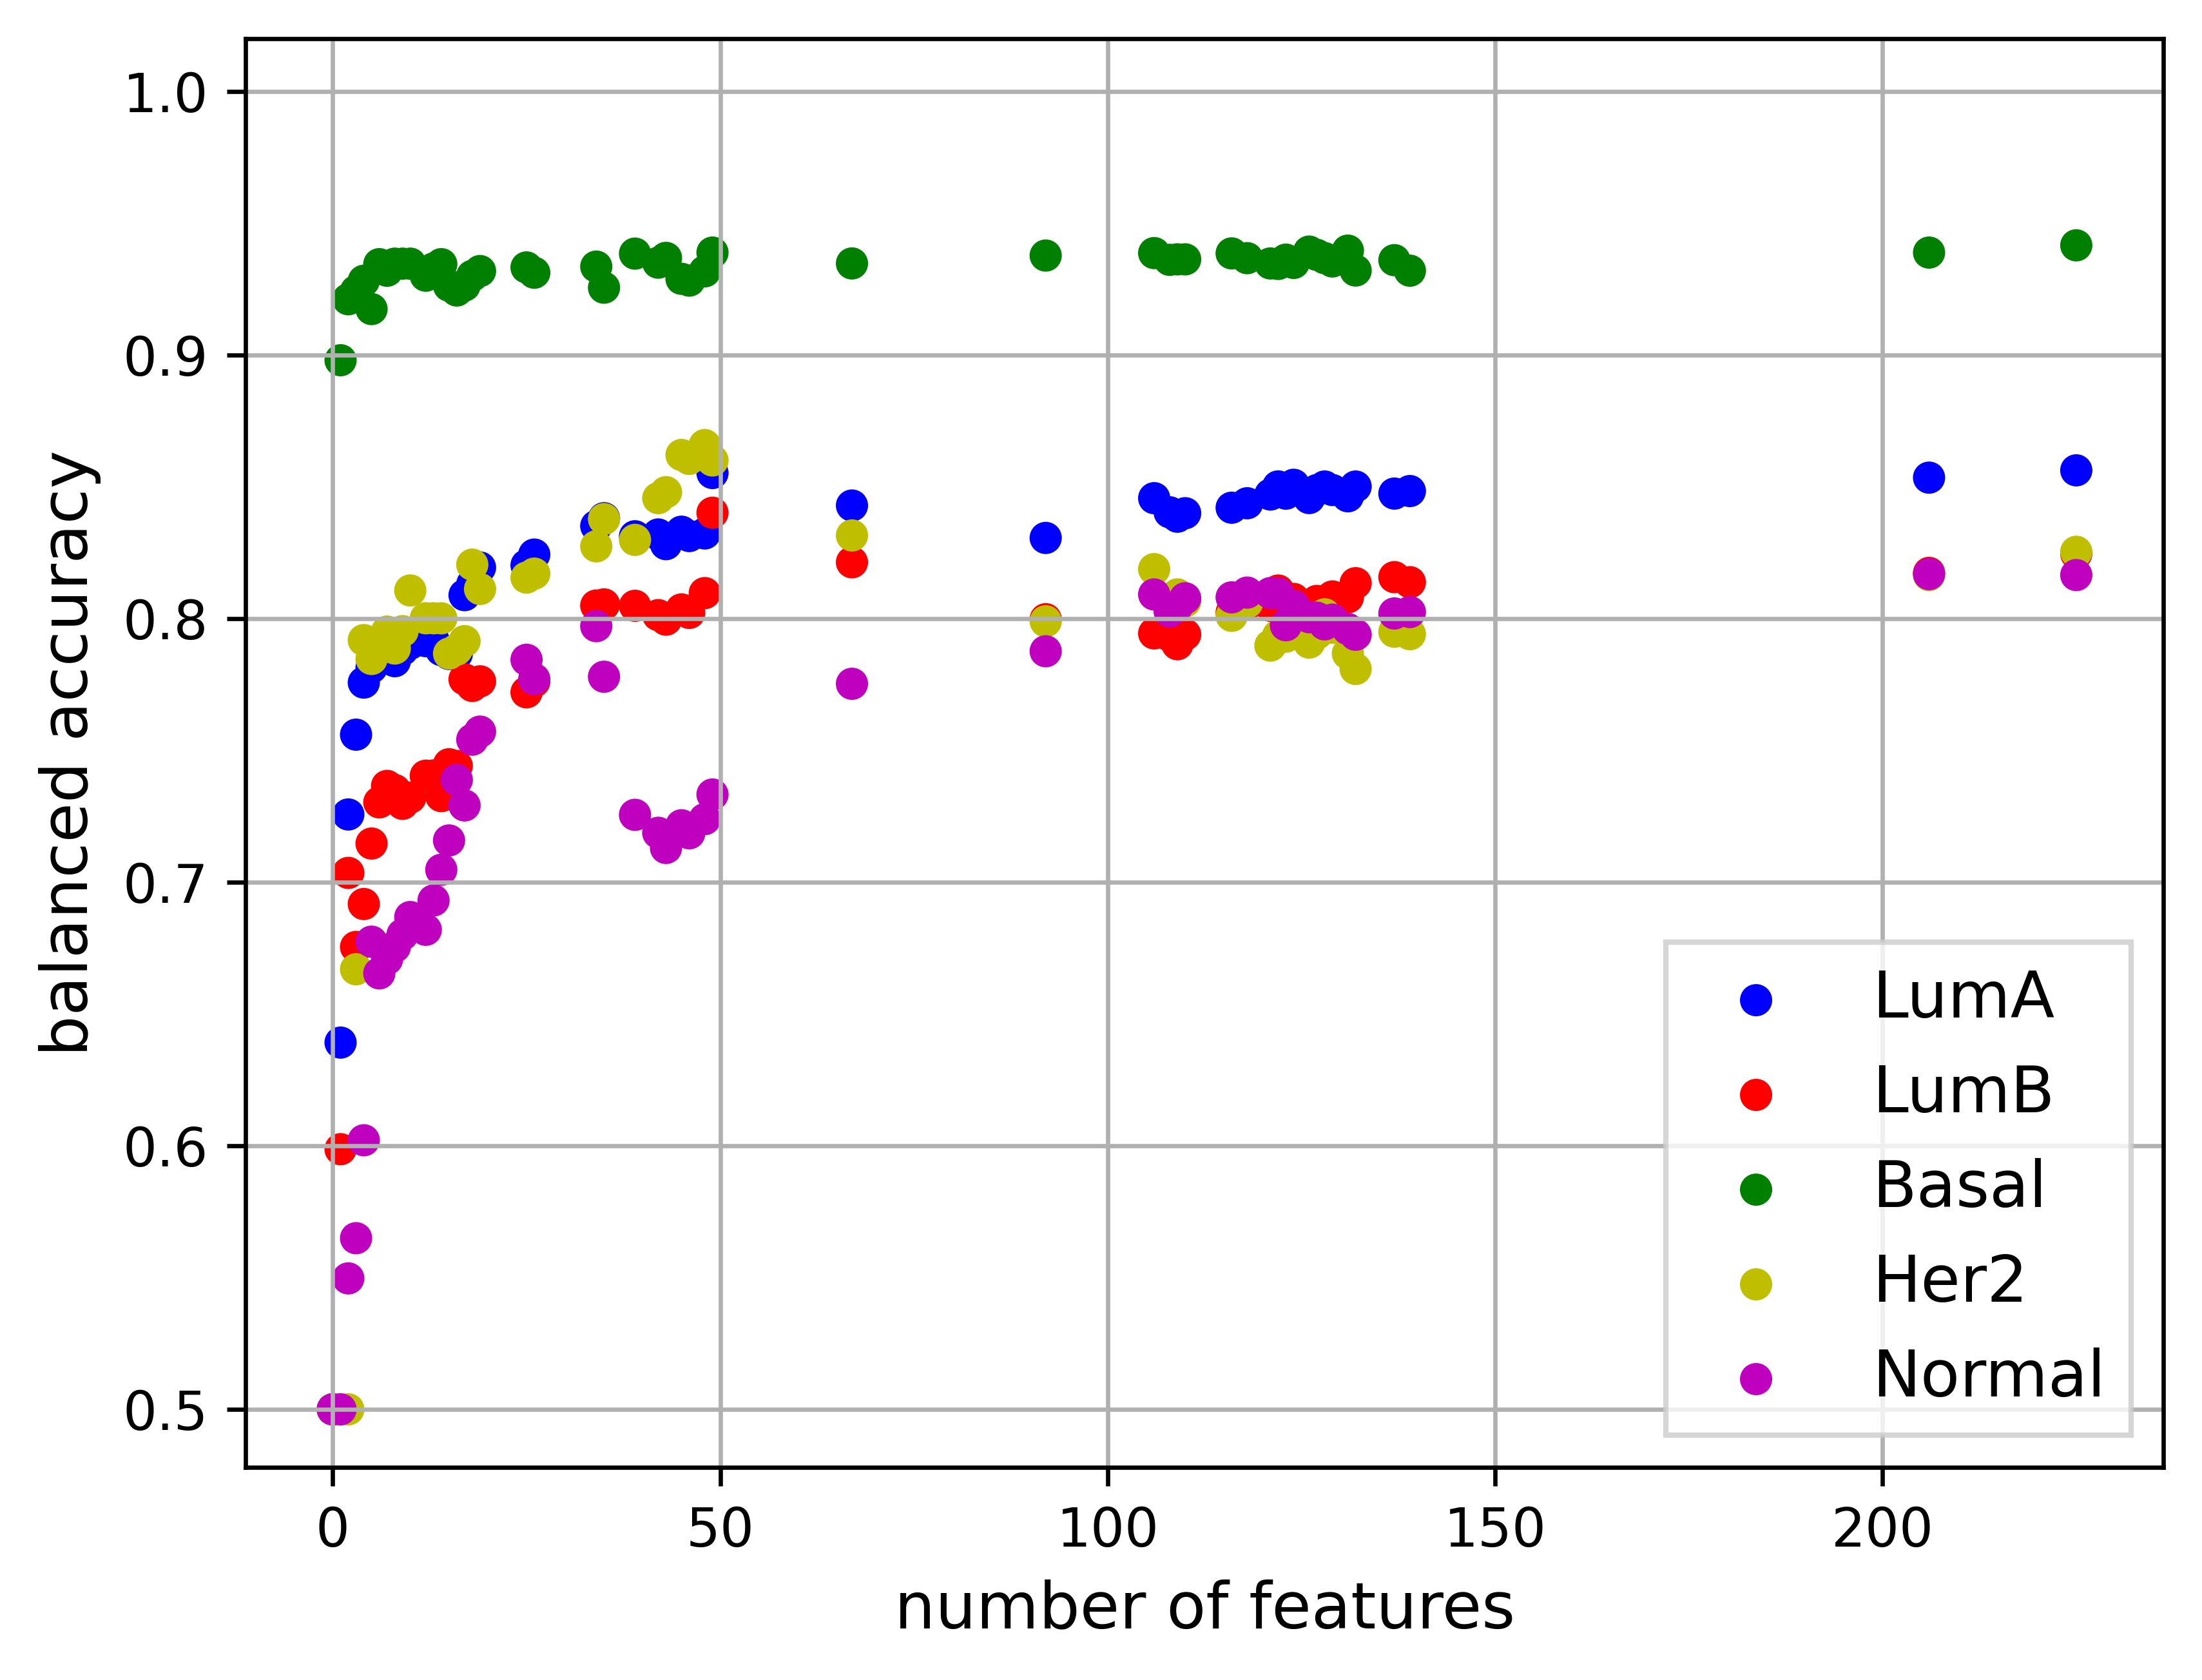 1.0
0.9
0.8
0.7
0.6
0.5
balanced accuracy
LumA
LumB
Basal
Her2
Normal
0 50 100 150 200
number of features